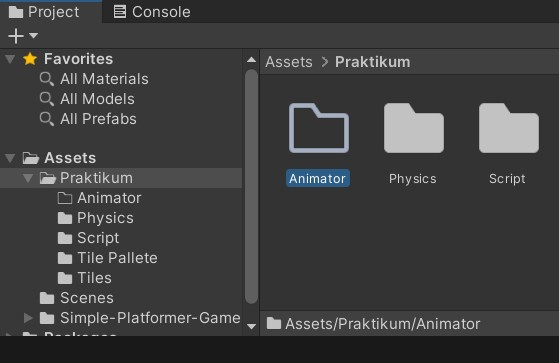 Project Console
Favorites
All Materials
All Models
All Prefabs
Assets
Praktikum
Animator
Physics
Script
Tile Pallete
Tiles
Scenes
Simple-Platformer-Game
Assets > Praktikum
Animator Physics Script
Assets/Praktikum/Animator